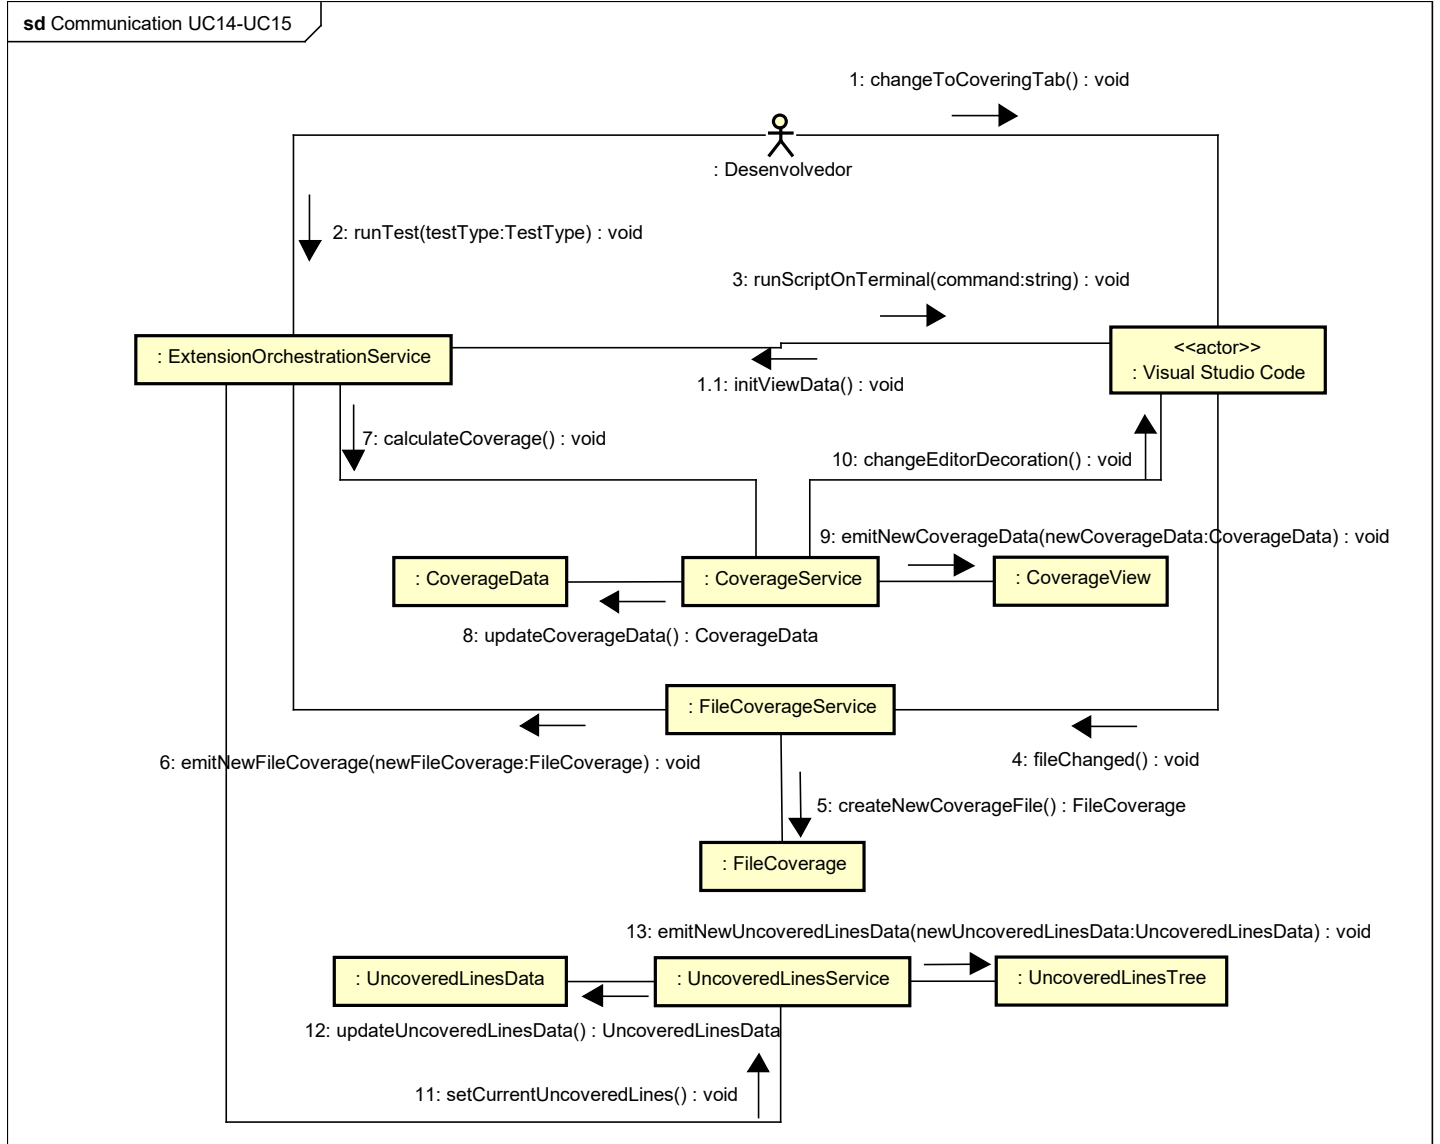 sd Communication UC14-UC15
1: changeToCoveringTab() : void
: Desenvolvedor
2: runTest(testType:TestType) : void
3: runScriptOnTerminal(command:string) : void
: ExtensionOrchestrationService
<<actor>>
: Visual Studio Code
1.1: initViewData() : void
7: calculateCoverage() : void
10: changeEditorDecoration() : void
9: emitNewCoverageData(newCoverageData:CoverageData) : void
: CoverageData
: CoverageService
: CoverageView
8: updateCoverageData() : CoverageData
: FileCoverageService
6: emitNewFileCoverage(newFileCoverage:FileCoverage) : void
4: fileChanged() : void
5: createNewCoverageFile() : FileCoverage
: FileCoverage
13: emitNewUncoveredLinesData(newUncoveredLinesData:UncoveredLinesData) : void
: UncoveredLinesData
: UncoveredLinesService
: UncoveredLinesTree
12: updateUncoveredLinesData() : UncoveredLinesData
11: setCurrentUncoveredLines() : void